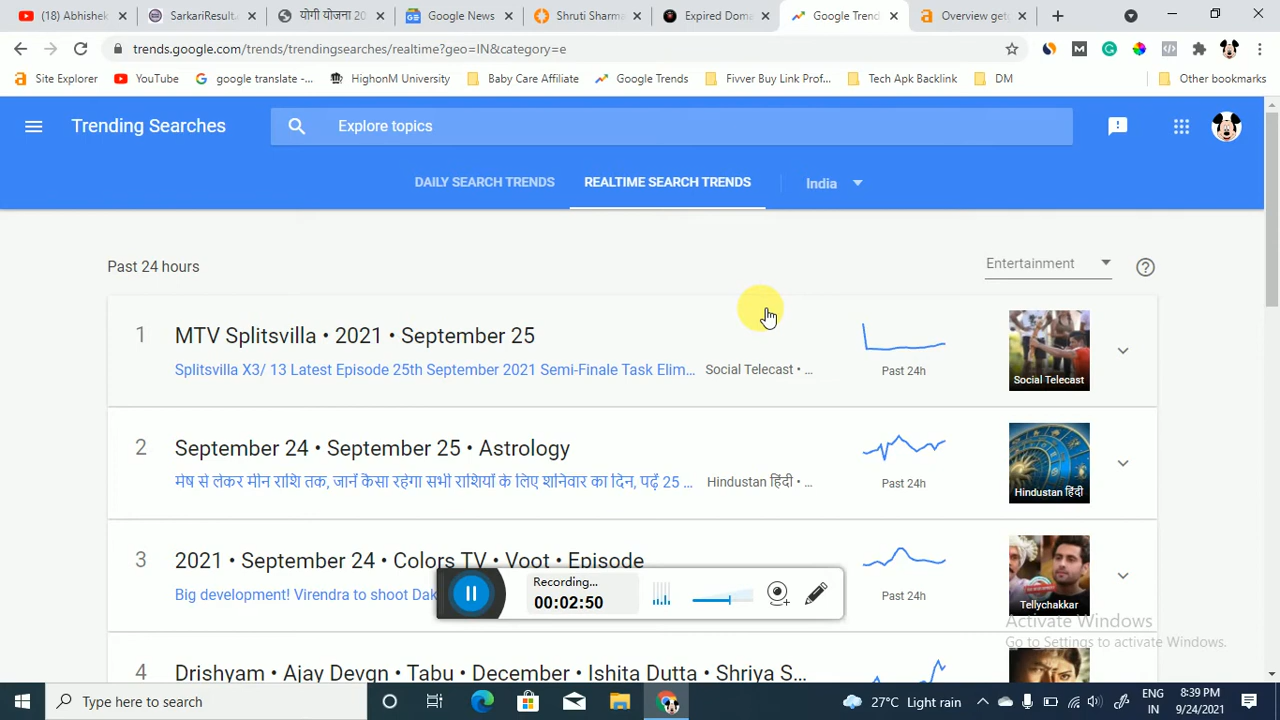 (18) Abhishek
SarkariResult.
योगी योजना 20
Google News
Shruti Sharma
Expired Doma
Google Trend
Overview: getg
trends.google.com/trends/trendingsearches/realtime?geo=IN&category=e
Site Explorer
YouTube
google translate -...
HighonM University
Baby Care Affiliate
Google Trends
Fivver Buy Link Prof...
Tech Apk Backlink
DM
Other bookmarks
Trending Searches
Explore topics
DAILY SEARCH TRENDS
REALTIME SEARCH TRENDS
India
Past 24 hours
Entertainment
1
MTV Splitsvilla • 2021 • September 25
Splitsvilla X3/ 13 Latest Episode 25th September 2021 Semi-Finale Task Elim...
Social Telecast • ...
Past 24h
Social Telecast
2
September 24 • September 25 • Astrology
मेष से लेकर मीन राशि तक, जानें कैसा रहेगा सभी राशियों के लिए शनिवार का दिन, पढ़ें 25 ...
Hindustan हिंदी • ...
Past 24h
Hindustan हिंदी
3
2021 • September 24 • Colors TV • Voot • Episode
Big development! Virendra to shoot Dak
Past 24h
Tellychakkar
Recording...
00:02:50
Activate Windows
Go to Settings to activate Windows.
4
Drishyam • Ajay Devgn • Tabu • December • Ishita Dutta • Shriya S...
Type here to search
27°C Light rain
ENG
IN
8:39 PM
9/24/2021